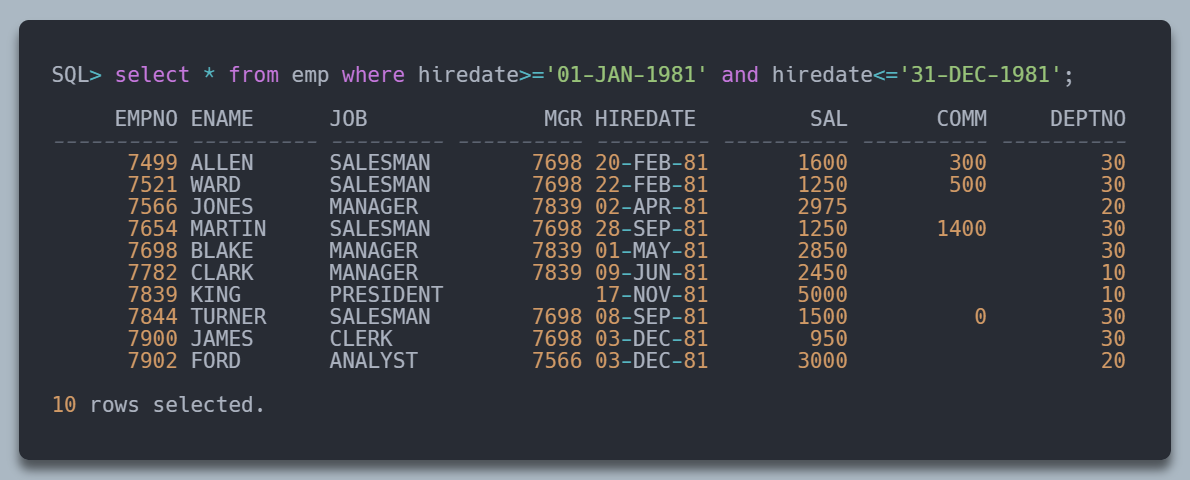 SQL> select * from emp where hiredate>='01-JAN-1981' and hiredate<='31-DEC-1981';
     EMPNO ENAME      JOB              MGR HIREDATE         SAL       COMM     DEPTNO
---------- ---------- --------- ---------- --------- ---------- ---------- ----------
      7499 ALLEN      SALESMAN        7698 20-FEB-81       1600        300         30
      7521 WARD       SALESMAN        7698 22-FEB-81       1250        500         30
      7566 JONES      MANAGER         7839 02-APR-81       2975                    20
      7654 MARTIN     SALESMAN        7698 28-SEP-81       1250       1400         30
      7698 BLAKE      MANAGER         7839 01-MAY-81       2850                    30
      7782 CLARK      MANAGER         7839 09-JUN-81       2450                    10
      7839 KING       PRESIDENT            17-NOV-81       5000                    10
      7844 TURNER     SALESMAN        7698 08-SEP-81       1500          0         30
      7900 JAMES      CLERK           7698 03-DEC-81        950                    30
      7902 FORD       ANALYST         7566 03-DEC-81       3000                    20
10 rows selected.